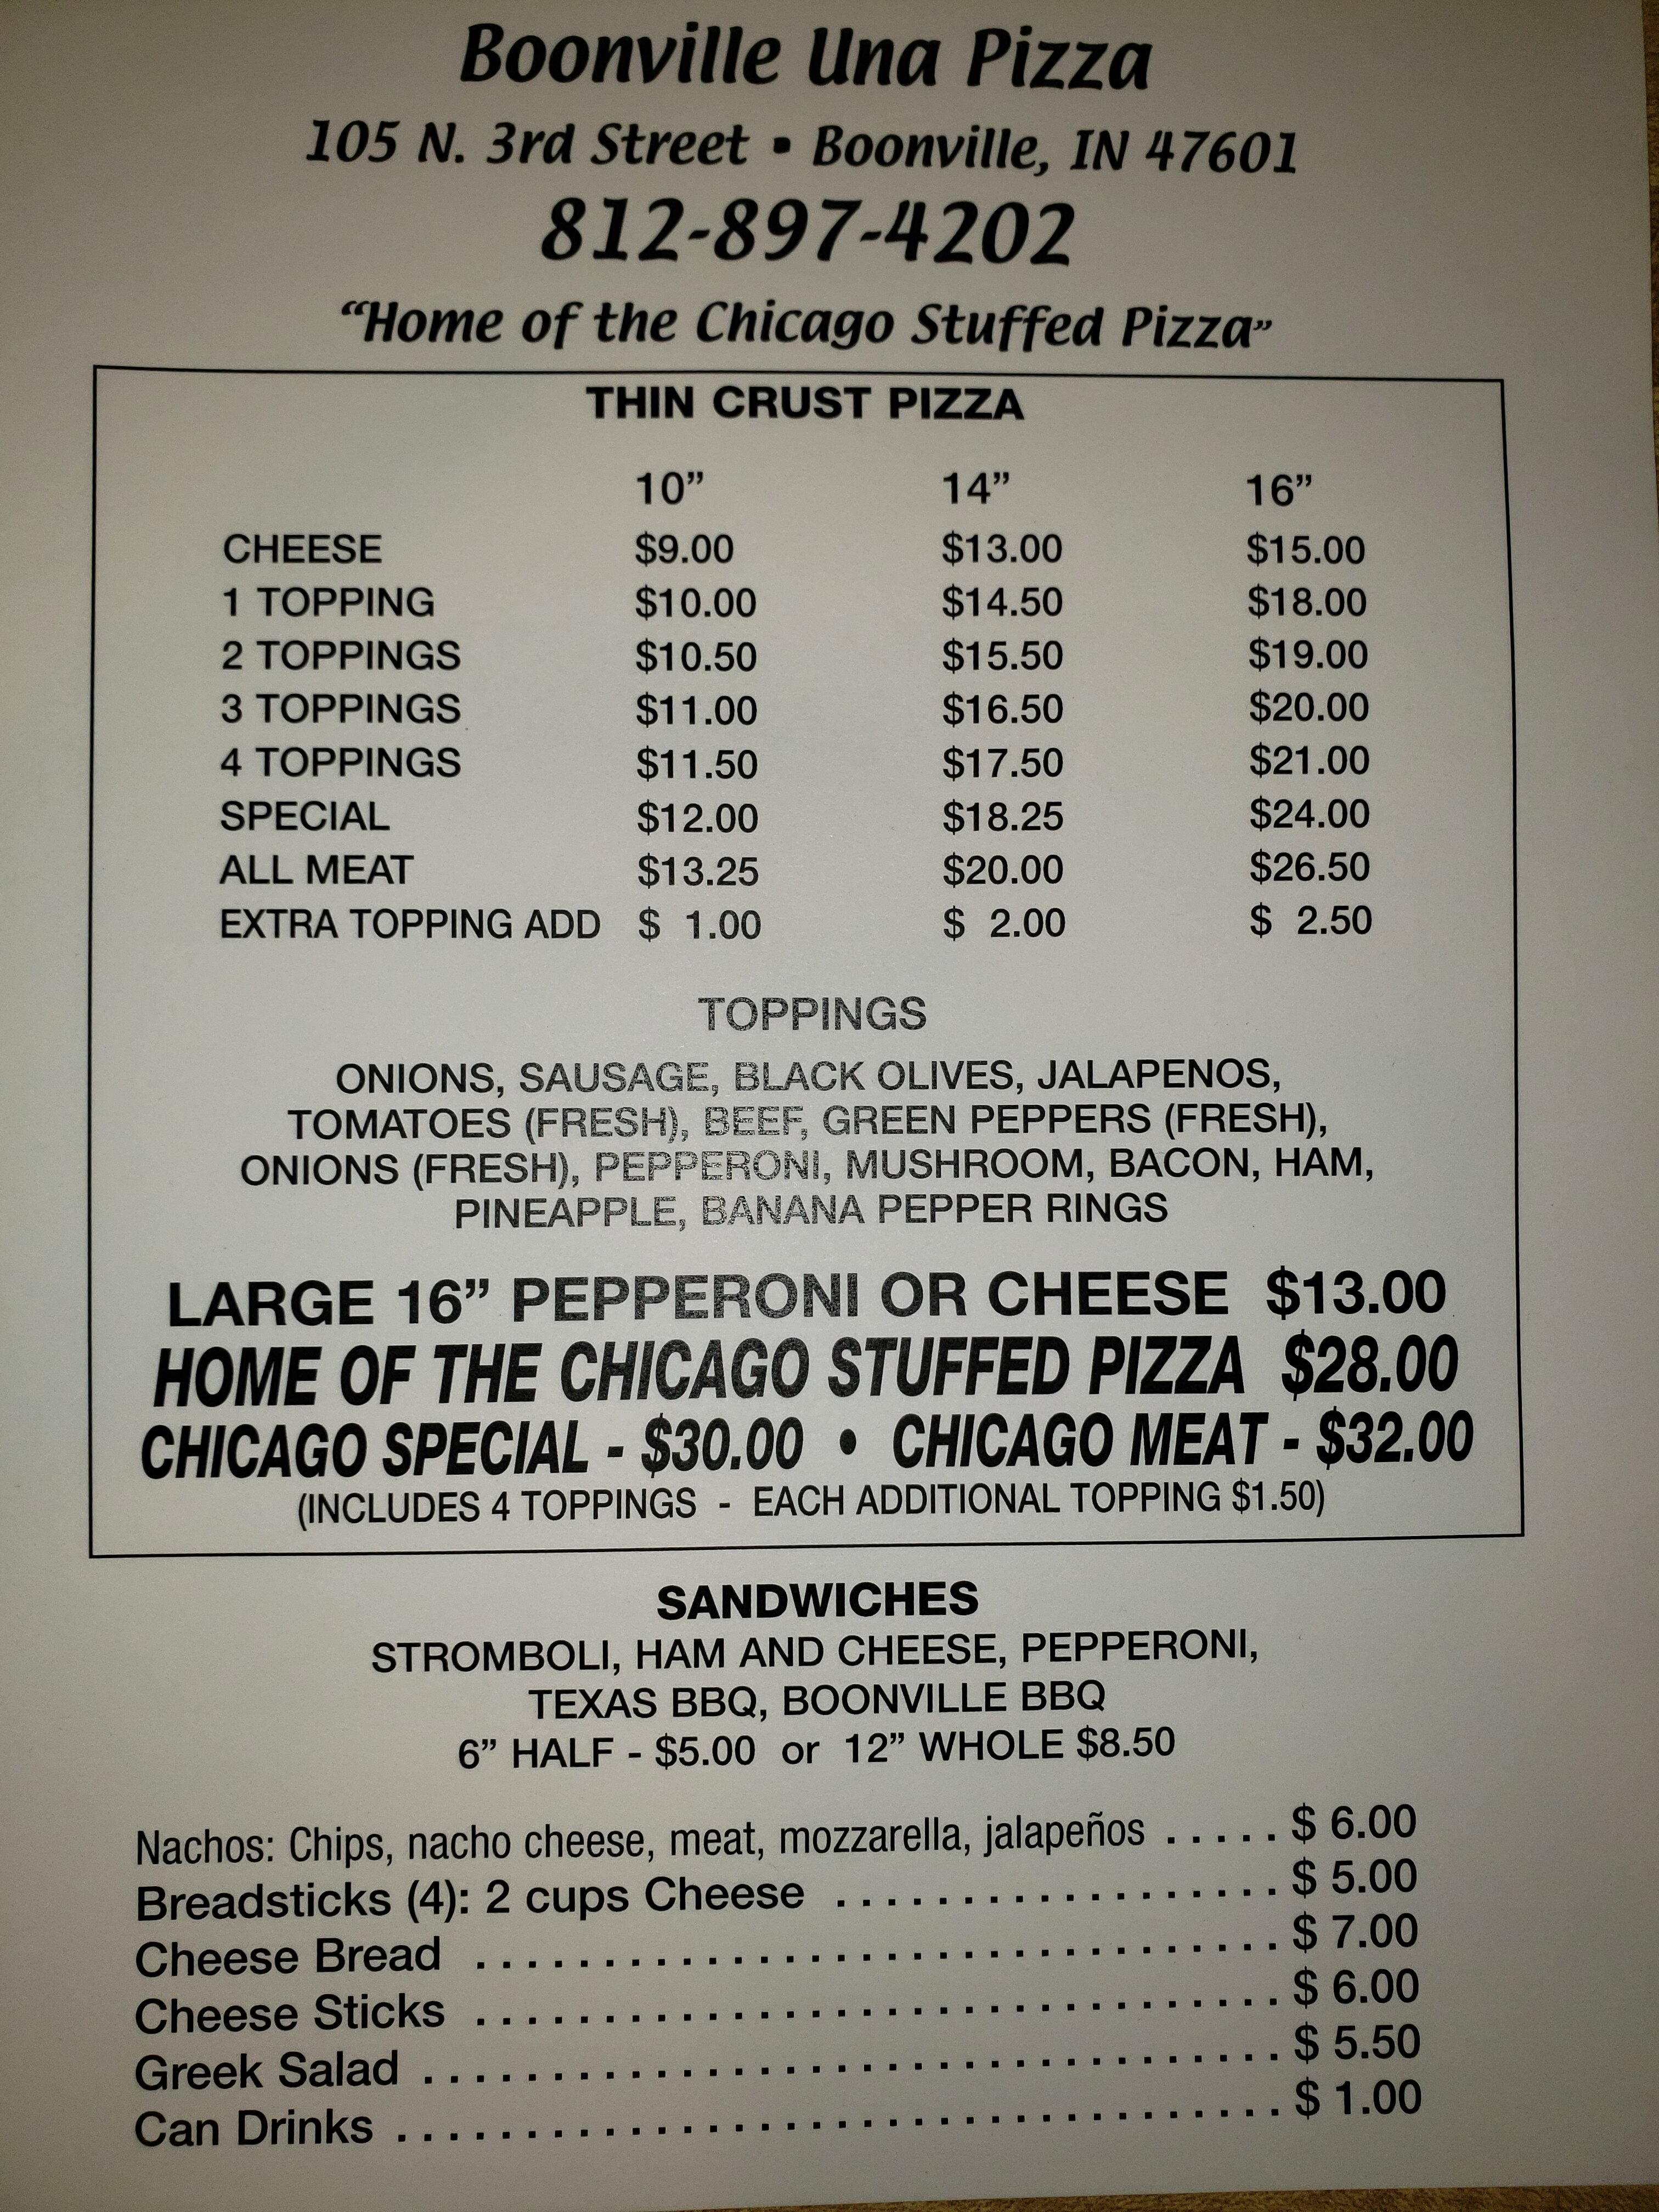 Boonville Una Pizza
105 N. 3rd Street • Boonville, IN 47601
812-897-4202
“Home of the Chicago Stuffed Pizza”
THIN CRUST PIZZA
10” 14” 16”
CHEESE $9.00 $13.00 $15.00
1 TOPPING $10.00 $14.50 $18.00
2 TOPPINGS $10.50 $15.50 $19.00
3 TOPPINGS $11.00 $16.50 $20.00
4 TOPPINGS $11.50 $17.50 $21.00
SPECIAL $12.00 $18.25 $24.00
ALL MEAT $13.25 $20.00 $26.50
EXTRA TOPPING ADD $ 1.00 $ 2.00 $ 2.50
TOPPINGS
ONIONS, SAUSAGE, BLACK OLIVES, JALAPENOS,
TOMATOES (FRESH), BEEF, GREEN PEPPERS (FRESH),
ONIONS (FRESH), PEPPERONI, MUSHROOM, BACON, HAM,
PINEAPPLE, BANANA PEPPER RINGS
LARGE 16” PEPPERONI OR CHEESE $13.00
HOME OF THE CHICAGO STUFFED PIZZA $28.00
CHICAGO SPECIAL - $30.00 • CHICAGO MEAT - $32.00
(INCLUDES 4 TOPPINGS - EACH ADDITIONAL TOPPING $1.50)
SANDWICHES
STROMBOLI, HAM AND CHEESE, PEPPERONI,
TEXAS BBQ, BOONVILLE BBQ
6” HALF - $5.00 or 12” WHOLE $8.50
Nachos: Chips, nacho cheese, meat, mozzarella, jalapeños ..... $ 6.00
Breadsticks (4): 2 cups Cheese .................. $ 5.00
Cheese Bread ................................ $ 7.00
Cheese Sticks ................................ $ 6.00
Greek Salad .................................. $ 5.50
Can Drinks ................................... $ 1.00